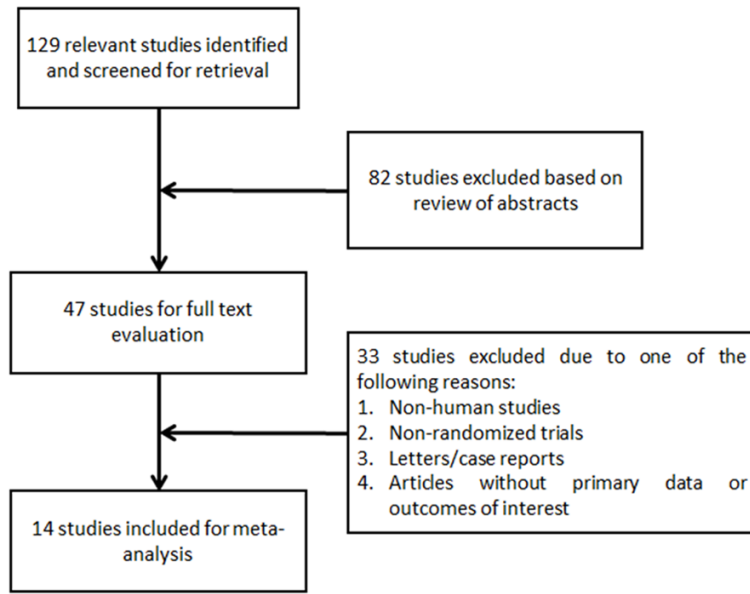 129 relevant studies identified
and screened for retrieval
82 studies excluded based on
review of abstracts
47 studies for full text
evaluation
33 studies excluded due to one of the
following reasons:
1. Non-human studies
2. Non-randomized trials
3. Letters/case reports
4. Articles without primary data or
outcomes of interest
14 studies included for meta-
analysis